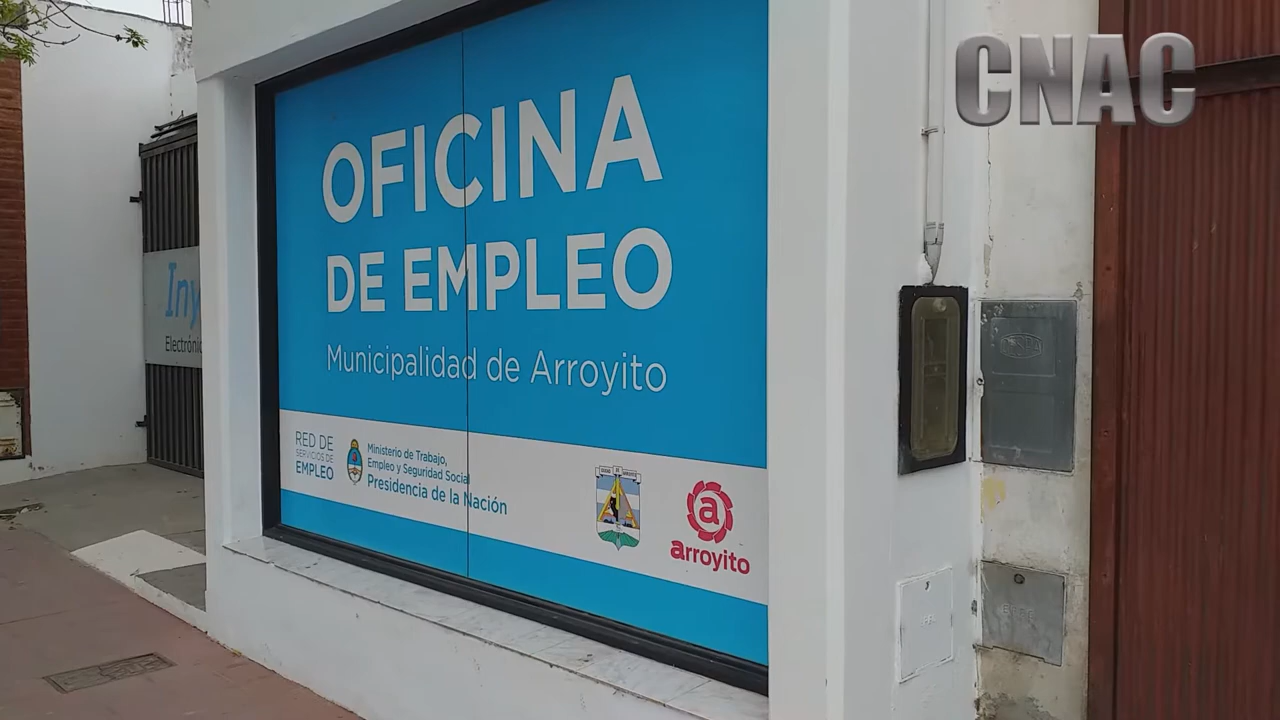 CNAC
OFICINA
DE EMPLEO
Municipalidad de Arroyito
RED DE
SERVICIOS DE
EMPLEO
Ministerio de Trabajo,
Empleo y Seguridad Social
Presidencia de la Nación
a
arroyito
Iny
Electrónic